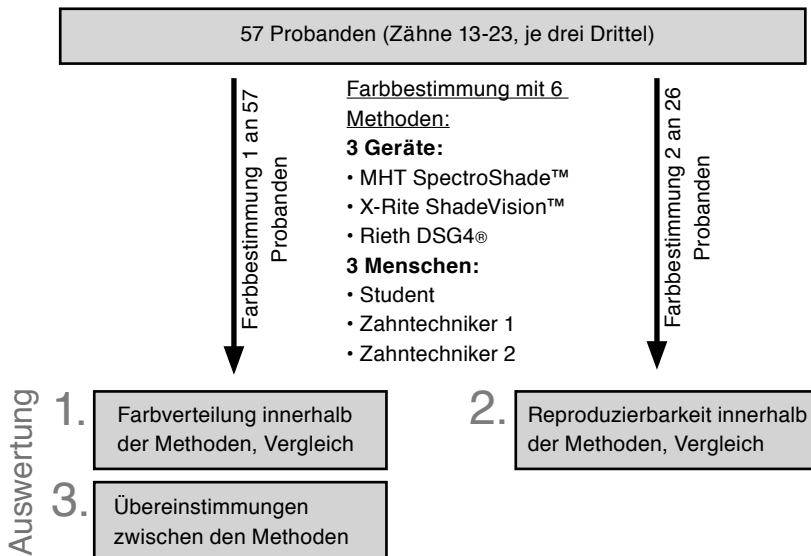 57 Probanden (Zähne 13-23, je drei Drittel)
Farbbestimmung 1 an 57
Probanden
Farbbestimmung mit 6
Methoden:
3 Geräte:
• MHT SpectroShade™
• X-Rite ShadeVision™
• Rieth DSG4®
3 Menschen:
• Student
• Zahntechniker 1
• Zahntechniker 2
Farbbestimmung 2 an 26
Probanden
Auswertung
1.
Farbverteilung innerhalb
der Methoden, Vergleich
2.
Reproduzierbarkeit innerhalb
der Methoden, Vergleich
3.
Übereinstimmungen
zwischen den Methoden